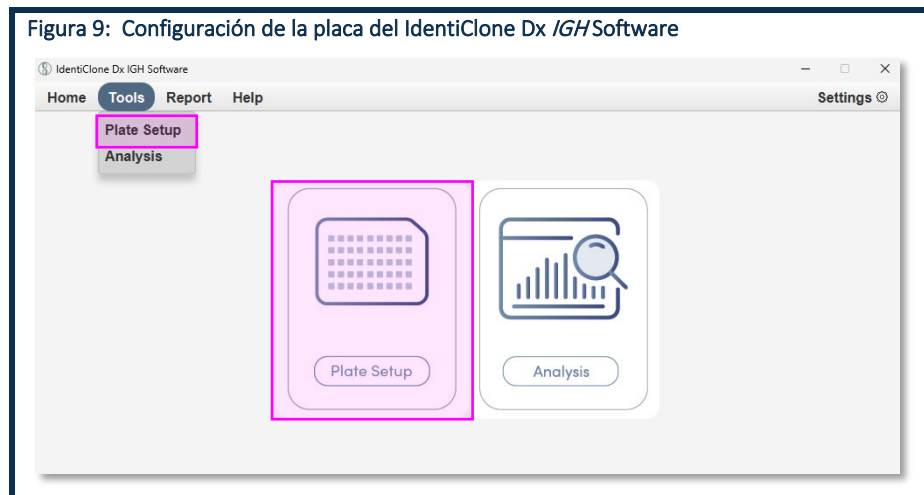 Figura 9: Configuración de la placa del IdentiClone Dx IGH Software
IdentiClone Dx IGH Software
Home Tools Report Help Settings
Plate Setup
Analysis
Plate Setup Analysis